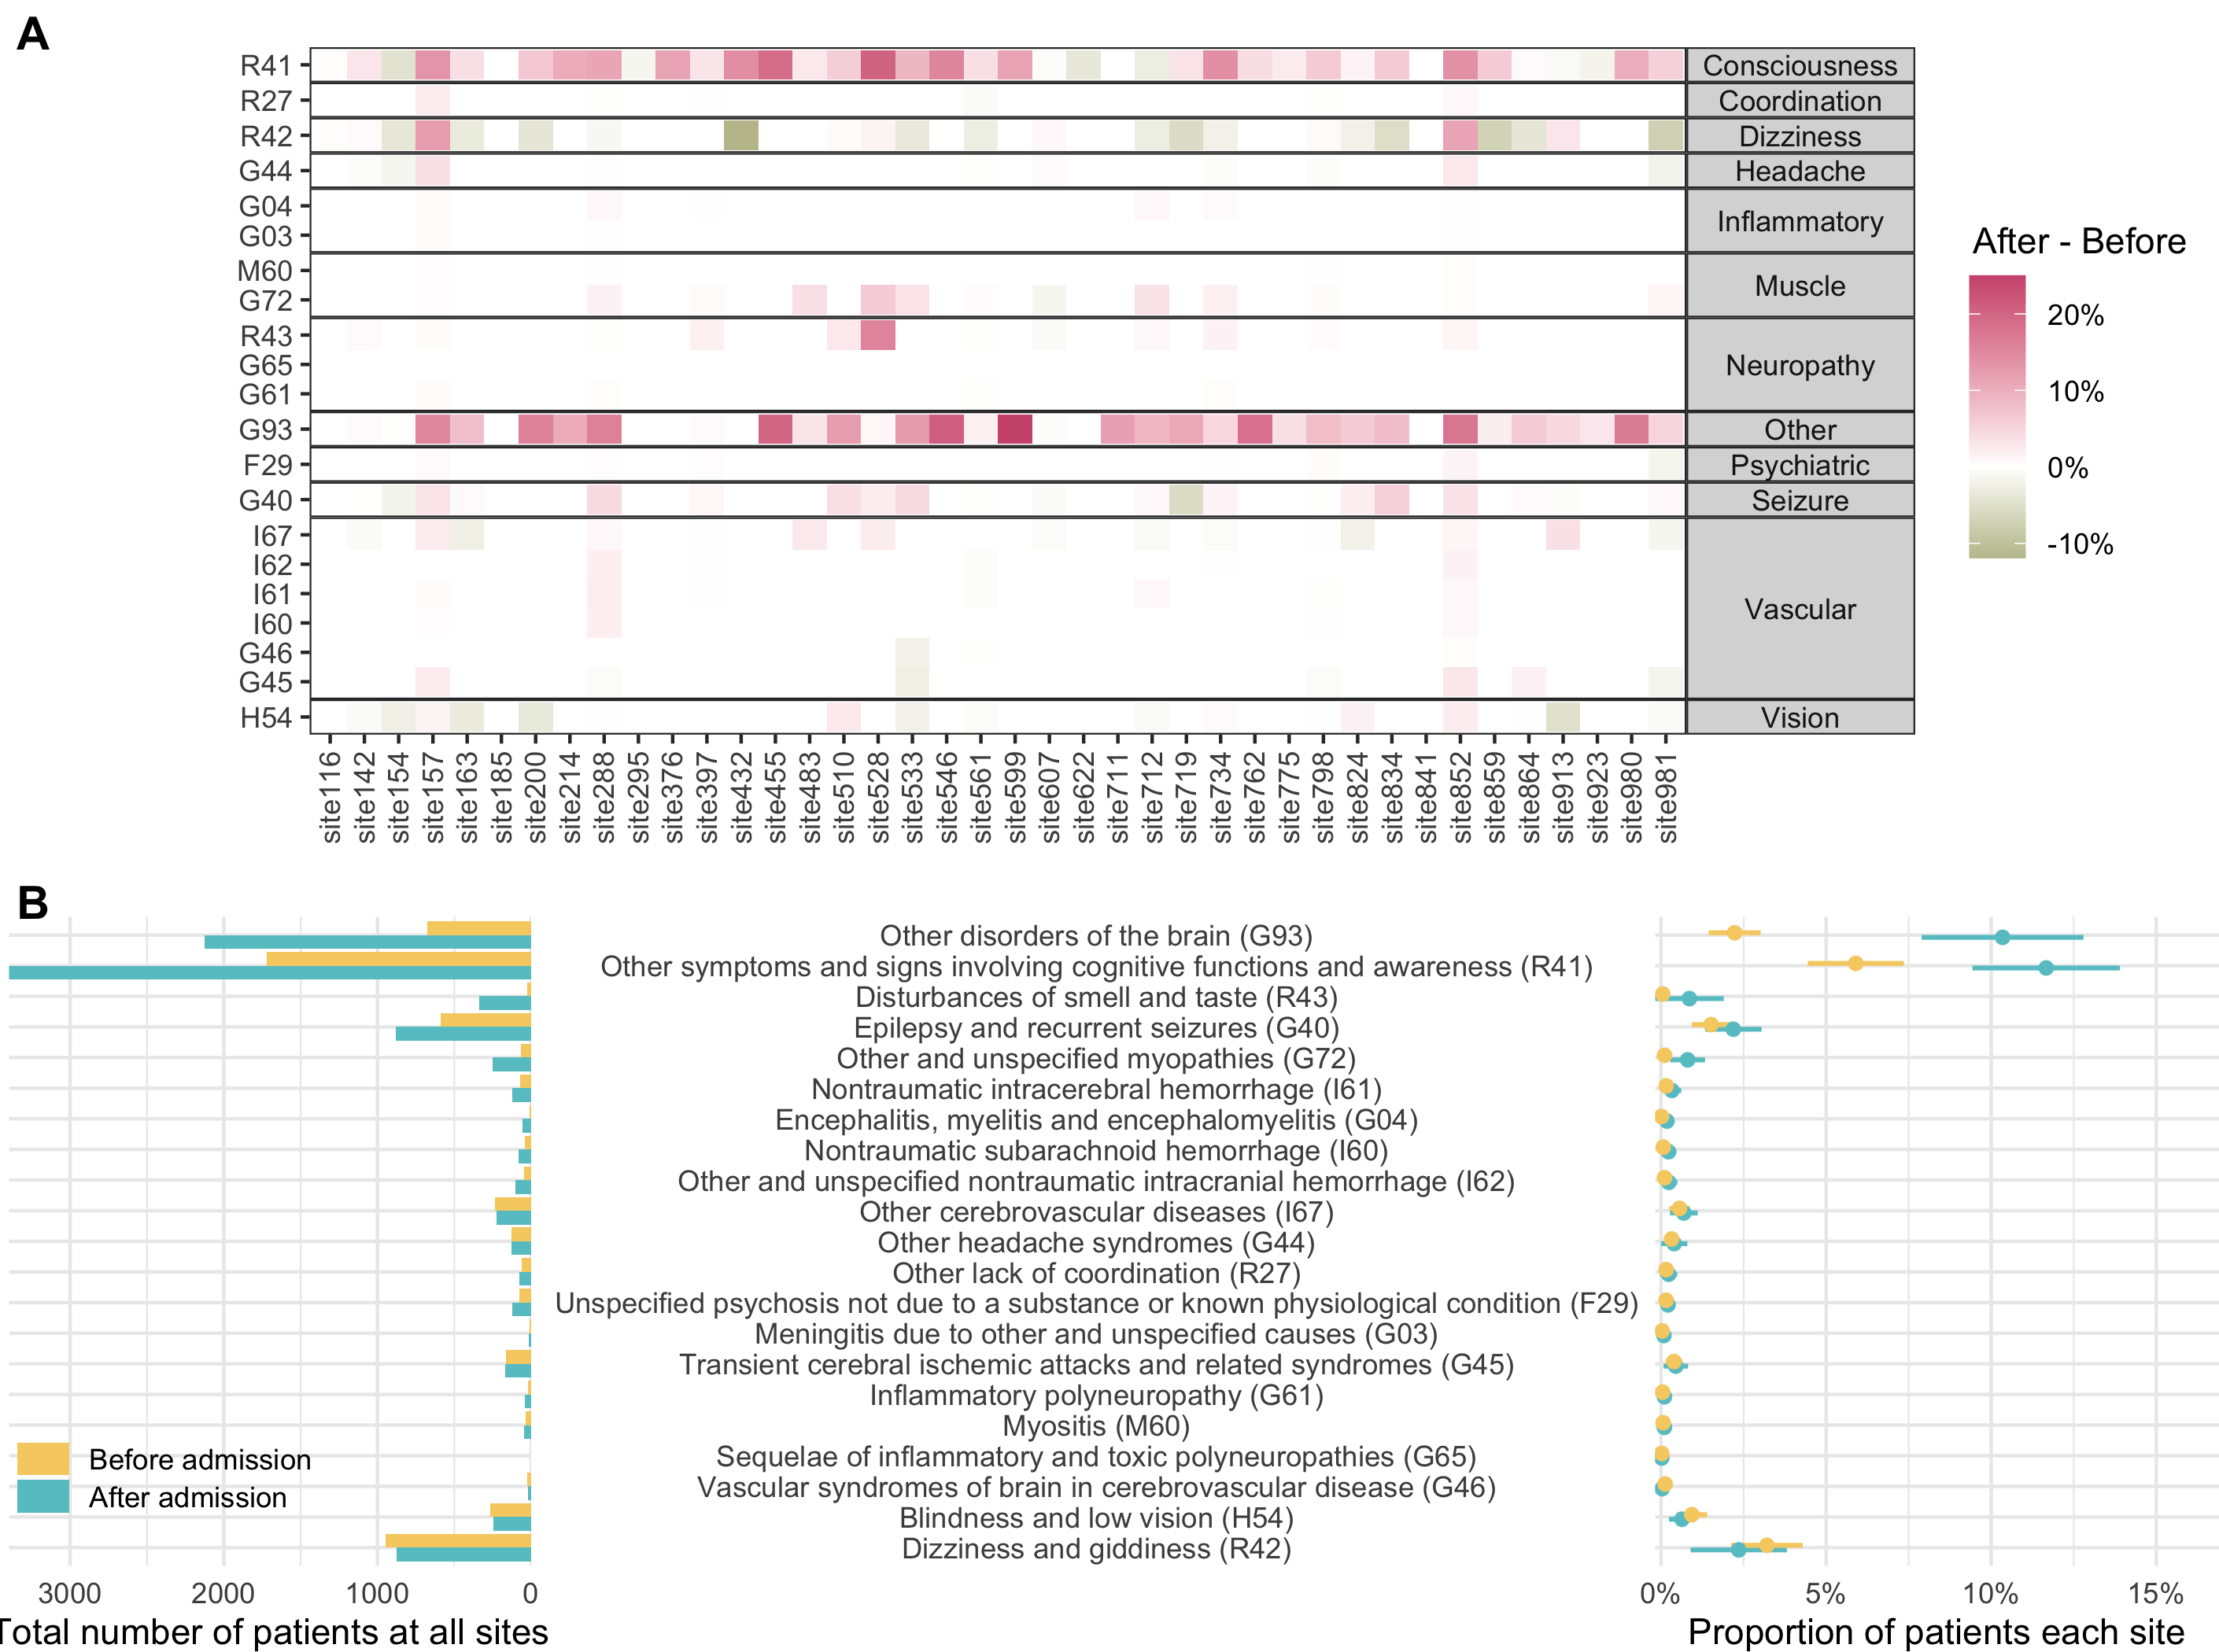 A
R41
R27
R42
G44
G04
G03
M60
G72
R43
G65
G61
G93
F29
G40
I67
I62
I61
I60
G46
G45
H54
Consciousness
Coordination
Dizziness
Headache
Inflammatory
Muscle
Neuropathy
Other
Psychiatric
Seizure
Vascular
Vision
After - Before
20%
10%
0%
-10%
site116
site142
site154
site157
site163
site185
site200
site214
site288
site295
site376
site397
site432
site455
site483
site510
site528
site533
site546
site561
site599
site607
site622
site711
site712
site719
site734
site762
site775
site798
site824
site834
site841
site852
site859
site864
site913
site923
site980
site981
B
Other disorders of the brain (G93)
Other symptoms and signs involving cognitive functions and awareness (R41)
Disturbances of smell and taste (R43)
Epilepsy and recurrent seizures (G40)
Other and unspecified myopathies (G72)
Nontraumatic intracerebral hemorrhage (I61)
Encephalitis, myelitis and encephalomyelitis (G04)
Nontraumatic subarachnoid hemorrhage (I60)
Other and unspecified nontraumatic intracranial hemorrhage (I62)
Other cerebrovascular diseases (I67)
Other headache syndromes (G44)
Other lack of coordination (R27)
Unspecified psychosis not due to a substance or known physiological condition (F29)
Meningitis due to other and unspecified causes (G03)
Transient cerebral ischemic attacks and related syndromes (G45)
Inflammatory polyneuropathy (G61)
Myositis (M60)
Sequelae of inflammatory and toxic polyneuropathies (G65)
Vascular syndromes of brain in cerebrovascular disease (G46)
Blindness and low vision (H54)
Dizziness and giddiness (R42)
Before admission
After admission
3000 2000 1000 0
Total number of patients at all sites
0% 5% 10% 15%
Proportion of patients each site